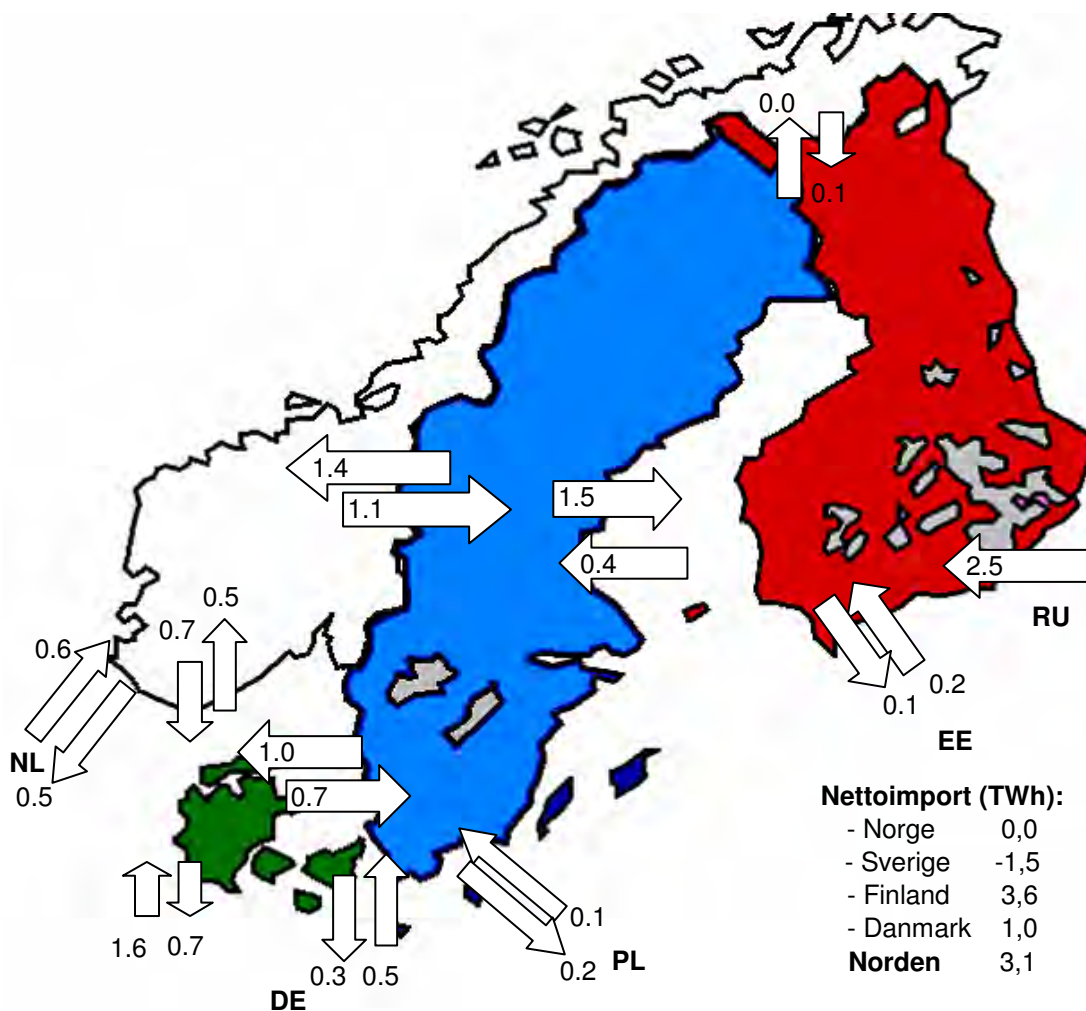 0.0
0.1
1.4
1.1
1.5
0.4
2.5
RU
0.5
0.7
0.6
0.2
0.1
EE
NL
0.5
1.0
0.7
Nettoimport (TWh):
- Norge 0,0
- Sverige -1,5
- Finland 3,6
- Danmark 1,0
Norden 3,1
1.6
0.7
0.3
0.5
0.1
0.2
PL
DE